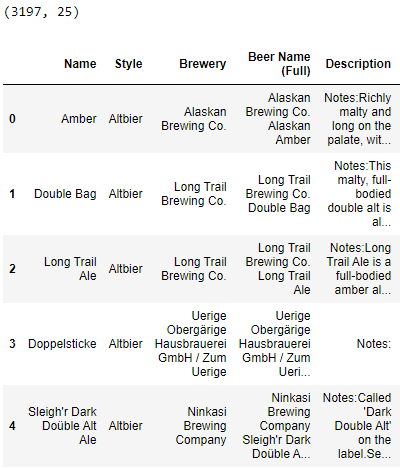 (3197, 25)
Name Style Brewery Beer Name (Full) Description
0 Amber Altbier Alaskan Brewing Co. Alaskan Brewing Co. Alaskan Amber Notes:Richly malty and long on the palate, wit...
1 Double Bag Altbier Long Trail Brewing Co. Long Trail Brewing Co. Double Bag Notes:This malty, full-bodied double alt is al...
2 Long Trail Ale Altbier Long Trail Brewing Co. Long Trail Brewing Co. Long Trail Ale Notes:Long Trail Ale is a full-bodied amber al...
3 Doppelsticke Altbier Uerige Obergärige Hausbrauerei GmbH / Zum Uerige Uerige Obergärige Hausbrauerei GmbH / Zum Ueri... Notes:
4 Sleigh'r Dark Doüble Alt Ale Altbier Ninkasi Brewing Company Ninkasi Brewing Company Sleigh'r Dark Doüble A... Notes:Called 'Dark Double Alt' on the label.Se...